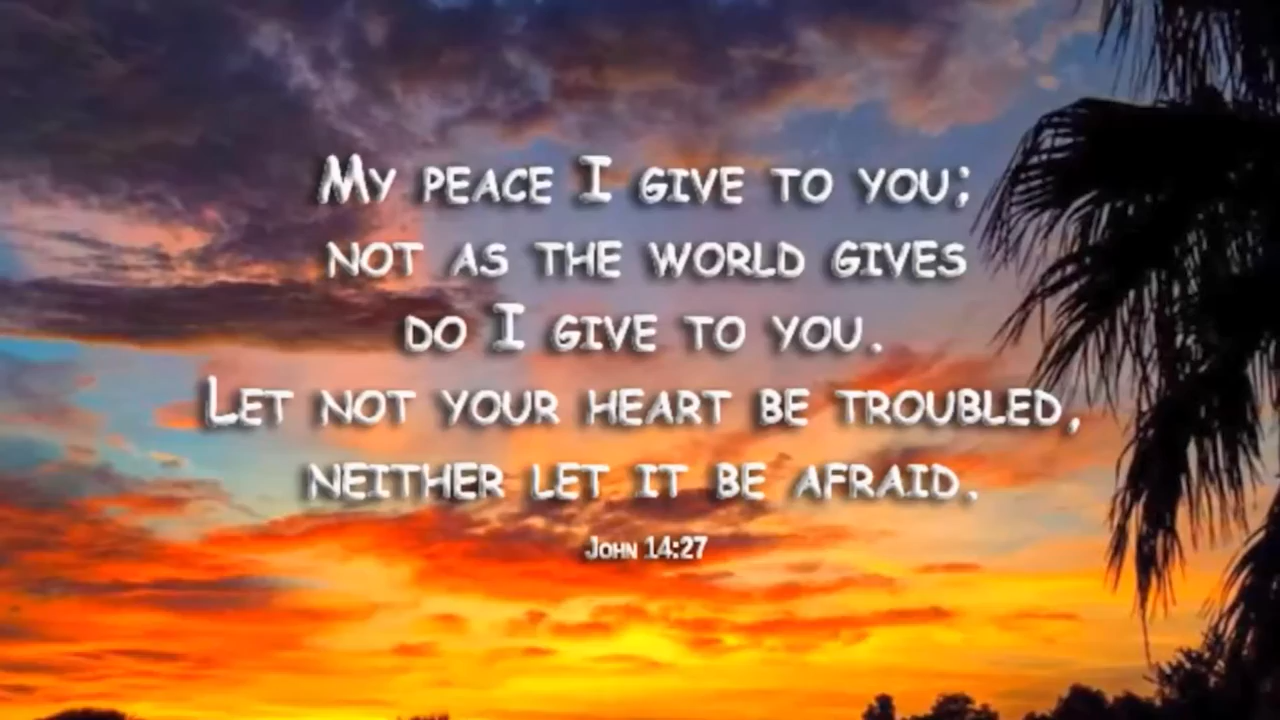 My peace I give to you;
not as the world gives
do I give to you.
Let not your heart be troubled,
neither let it be afraid.
John 14:27